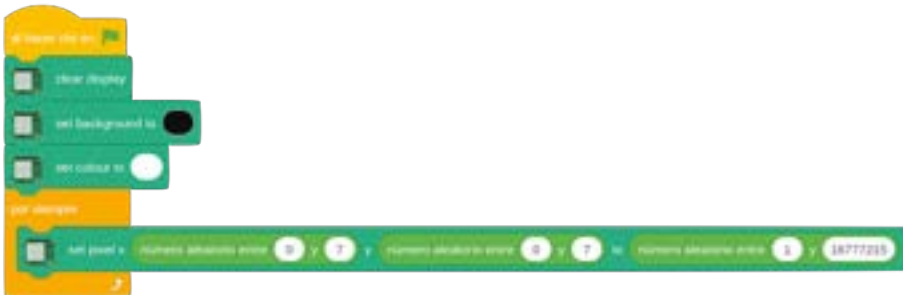 al hacer clic en
clear display
set background to
set colour to
por siempre
set pixel x número aleatorio entre 0 y 7 y número aleatorio entre 0 y 7 to número aleatorio entre 1 y 16777215